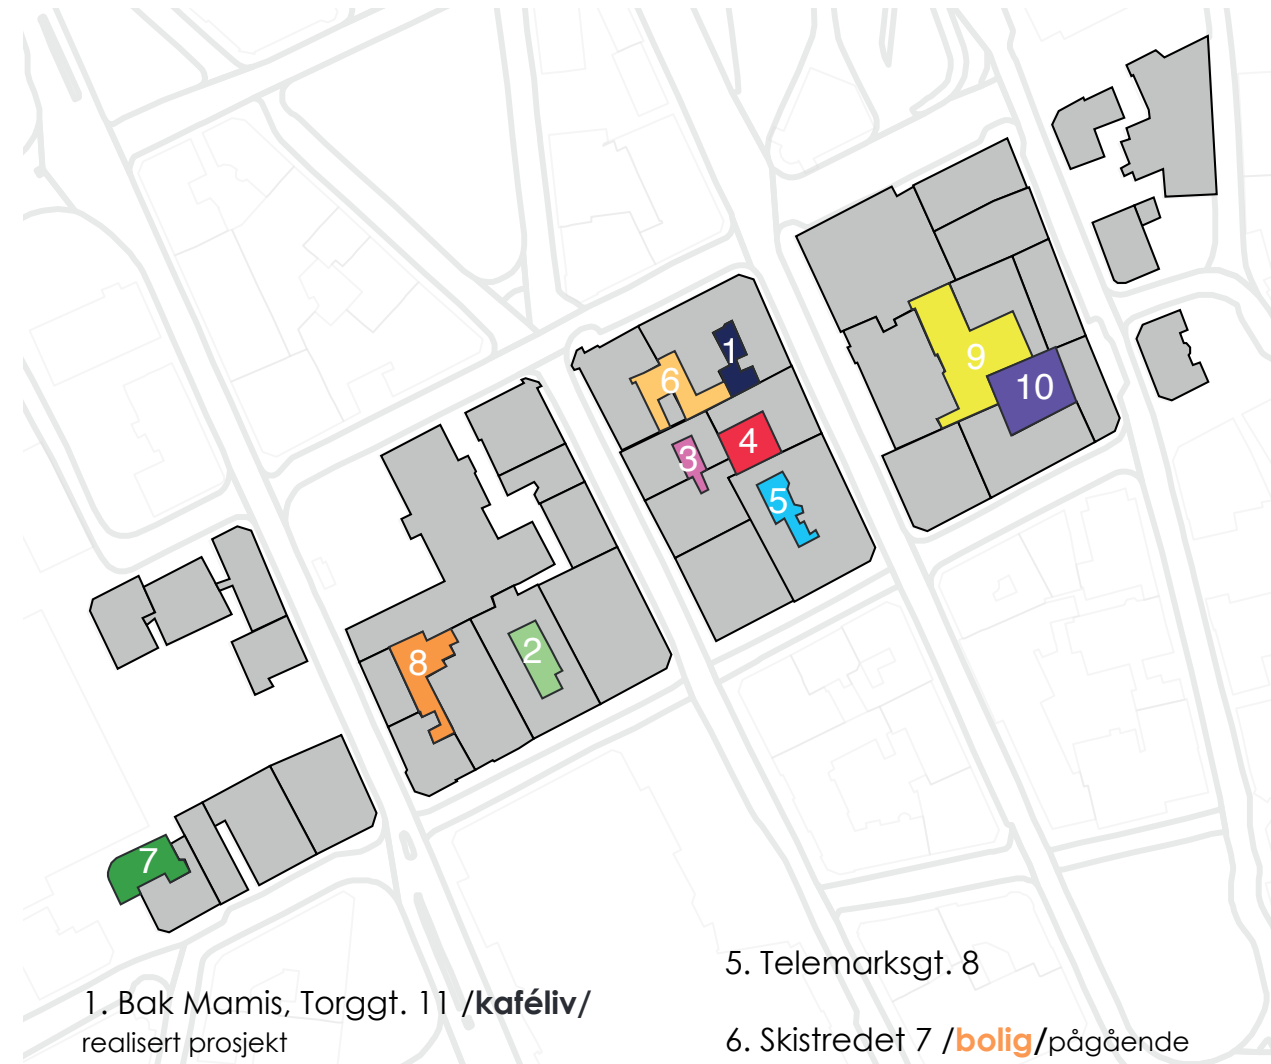 1
6
9
10
4
3
5
2
8
7
1. Bak Mamis, Torggt. 11 /kaféliv/
realisert prosjekt
5. Telemarksgt. 8
6. Skistredet 7 /bolig/pågående